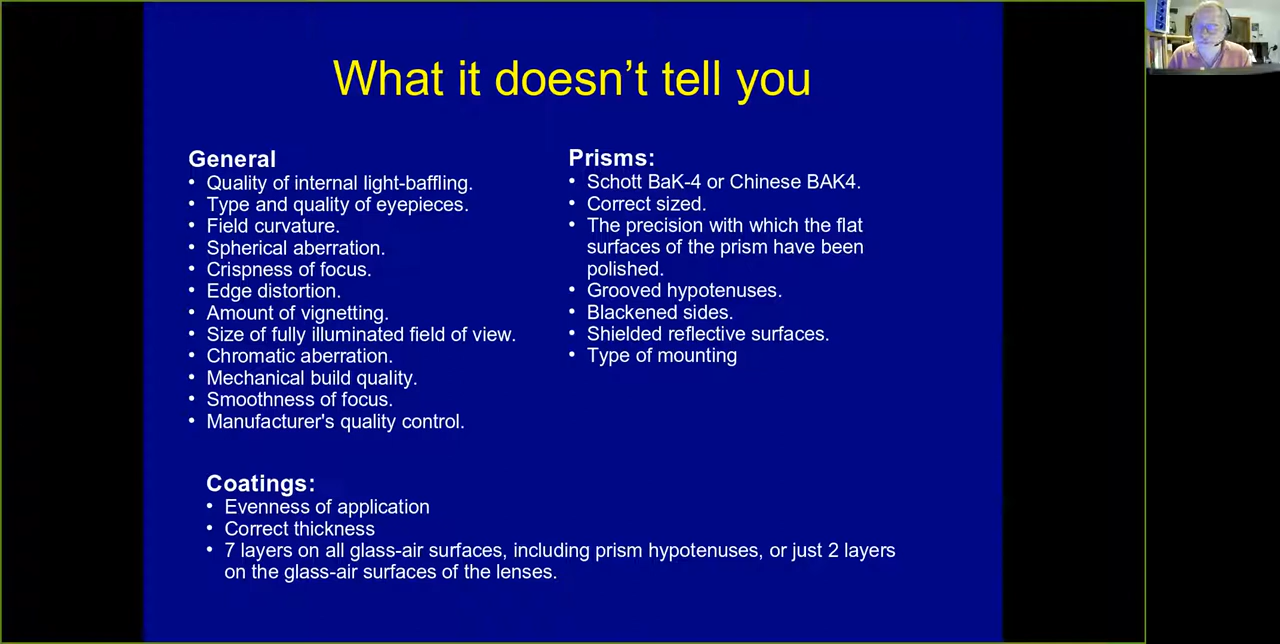 What it doesn’t tell you
General
• Quality of internal light-baffling.
• Type and quality of eyepieces.
• Field curvature.
• Spherical aberration.
• Crispness of focus.
• Edge distortion.
• Amount of vignetting.
• Size of fully illuminated field of view.
• Chromatic aberration.
• Mechanical build quality.
• Smoothness of focus.
• Manufacturer's quality control.
Prisms:
• Schott BaK-4 or Chinese BAK4.
• Correct sized.
• The precision with which the flat
surfaces of the prism have been
polished.
• Grooved hypotenuses.
• Blackened sides.
• Shielded reflective surfaces.
• Type of mounting
Coatings:
• Evenness of application
• Correct thickness
• 7 layers on all glass-air surfaces, including prism hypotenuses, or just 2 layers
on the glass-air surfaces of the lenses.